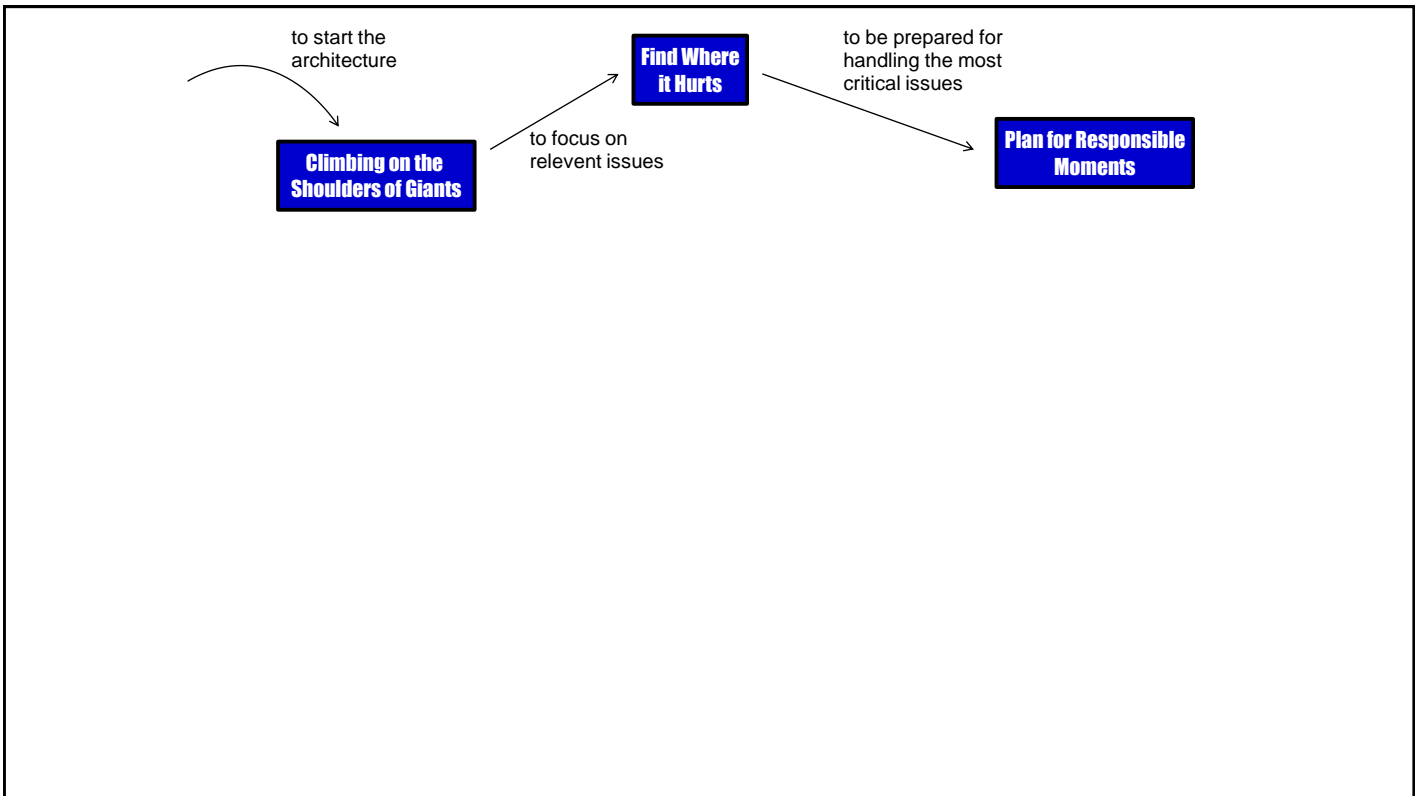 to start the
architecture
Climbing on the
Shoulders of Giants
to focus on
relevent issues
Find Where
it Hurts
to be prepared for
handling the most
critical issues
Plan for Responsible
Moments